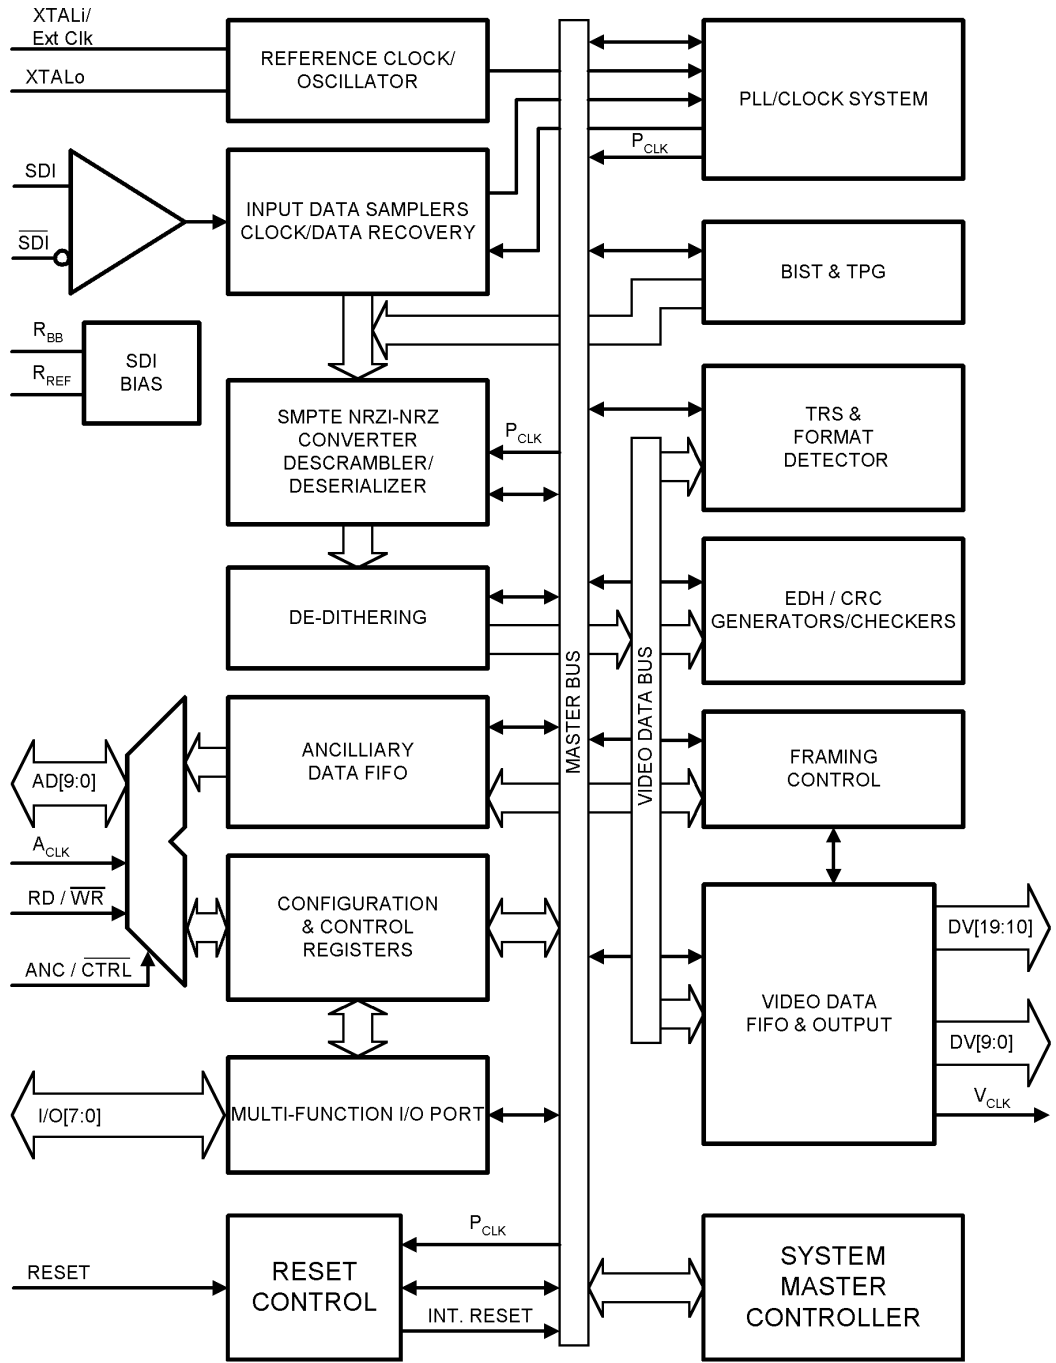 XTALi/
Ext Clk
XTALo
REFERENCE CLOCK/
OSCILLATOR
PLL/CLOCK SYSTEM
PCLK
SDI
SDI
INPUT DATA SAMPLERS
CLOCK/DATA RECOVERY
BIST & TPG
RBB
RREF
SDI
BIAS
SMPTE NRZI-NRZ
CONVERTER
DESCRAMBLER/
DESERIALIZER
PCLK
TRS &
FORMAT
DETECTOR
DE-DITHERING
EDH / CRC
GENERATORS/CHECKERS
MASTER BUS
VIDEO DATA BUS
ANCILLIARY
DATA FIFO
FRAMING
CONTROL
AD[9:0]
ACLK
RD / WR
ANC / CTRL
CONFIGURATION
& CONTROL
REGISTERS
VIDEO DATA
FIFO & OUTPUT
DV[19:10]
DV[9:0]
VCLK
I/O[7:0]
MULTI-FUNCTION I/O PORT
RESET
RESET
CONTROL
PCLK
INT. RESET
SYSTEM
MASTER
CONTROLLER